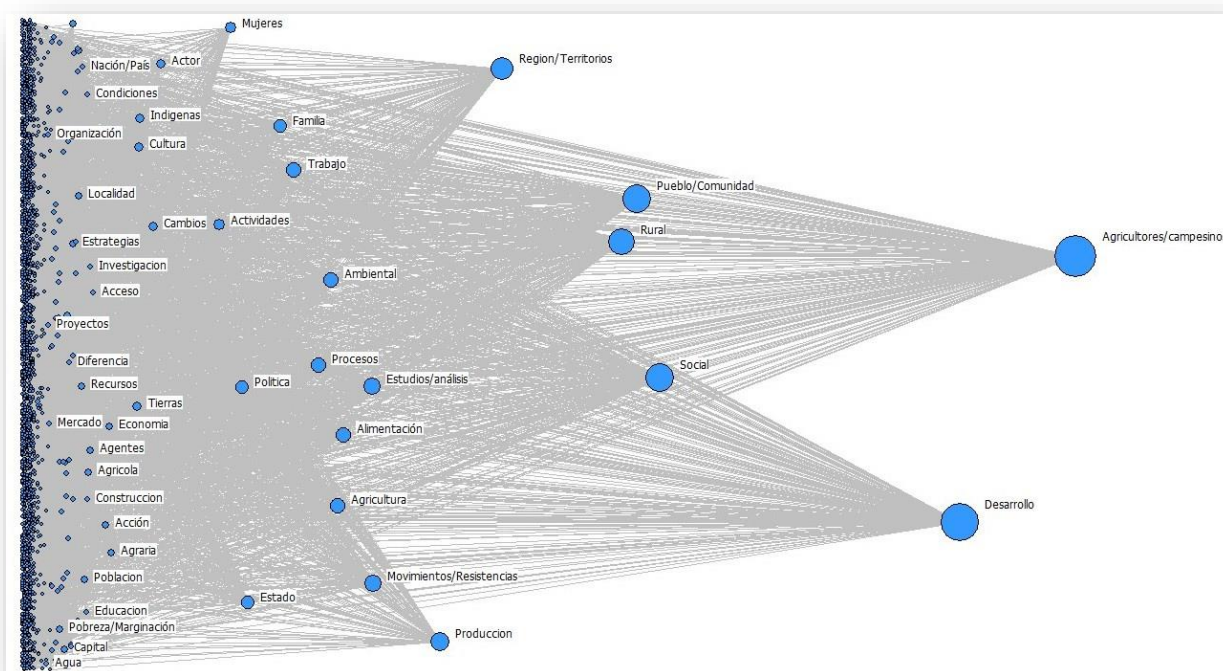 Mujeres
Region/Territorios
Nación/País
Actor
Condiciones
Indigenas
Familia
Organización
Cultura
Trabajo
Pueblo/Comunidad
Localidad
Cambios
Actividades
Rural
Agricultores/campesino
Estrategias
Investigacion
Ambiental
Acceso
Proyectos
Diferencia
Procesos
Social
Recursos
Politica
Estudios/análisis
Tierras
Mercado
Economia
Alimentación
Agentes
Agricola
Construccion
Agricultura
Desarrollo
Acción
Agraria
Poblacion
Movimientos/Resistencias
Educacion
Estado
Pobreza/Marginación
Produccion
Capital
Agua